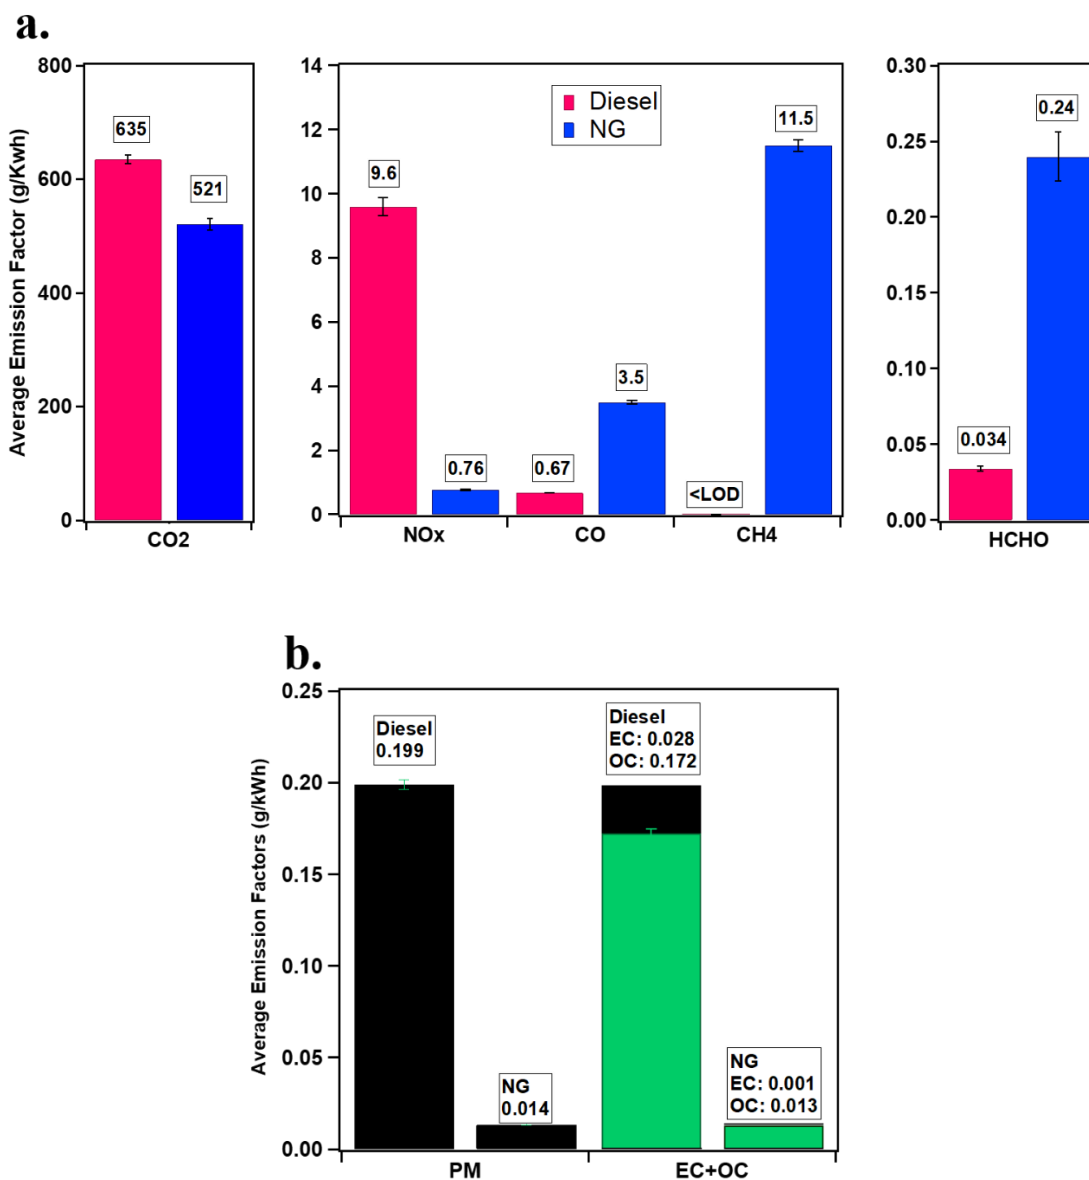 a.
Average Emission Factor (g/Kwh)
800
600
400
200
0
635
521
CO2
14
12
10
8
6
4
2
0
Diesel
NG
9.6
0.76
0.67
3.5
<LOD
11.5
NOx
CO
CH4
0.30
0.25
0.20
0.15
0.10
0.05
0.00
0.034
0.24
HCHO
b.
Average Emission Factors (g/kWh)
0.25
0.20
0.15
0.10
0.05
0.00
Diesel
0.199
NG
0.014
Diesel
EC: 0.028
OC: 0.172
NG
EC: 0.001
OC: 0.013
PM
EC+OC